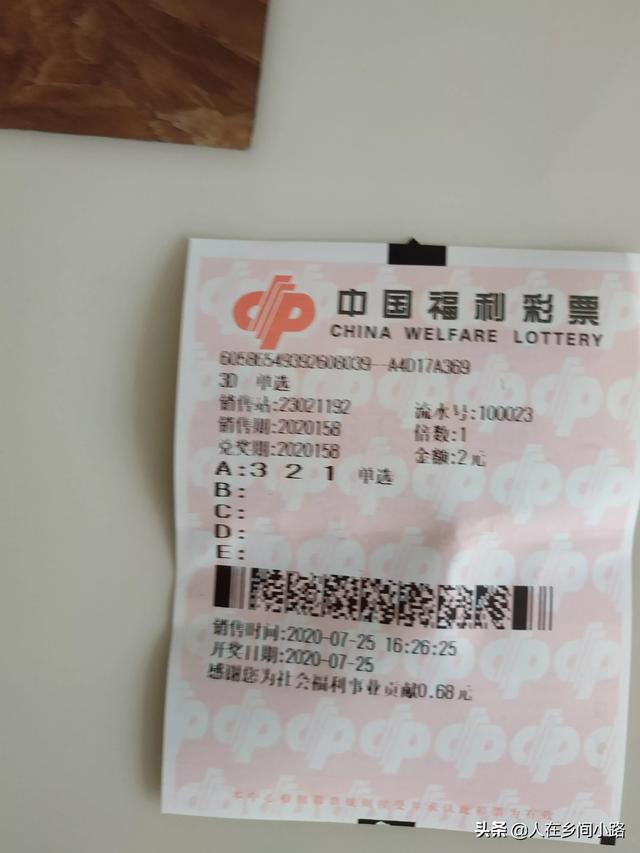 中国福利彩票
CHINA WELFARE LOTTERY
60586549392608039--A4D17A369
3D 单选
销售站:23021192 流水号:100023
销售期:2020158 倍数:1
兑奖期:2020158 金额:2元
A:3 2 1 单选
B:
C:
D:
E:
销售时间:2020-07-25 16:26:25
开奖日期:2020-07-25
感谢您为社会福利事业贡献0.68元
头条 @人在乡间小路